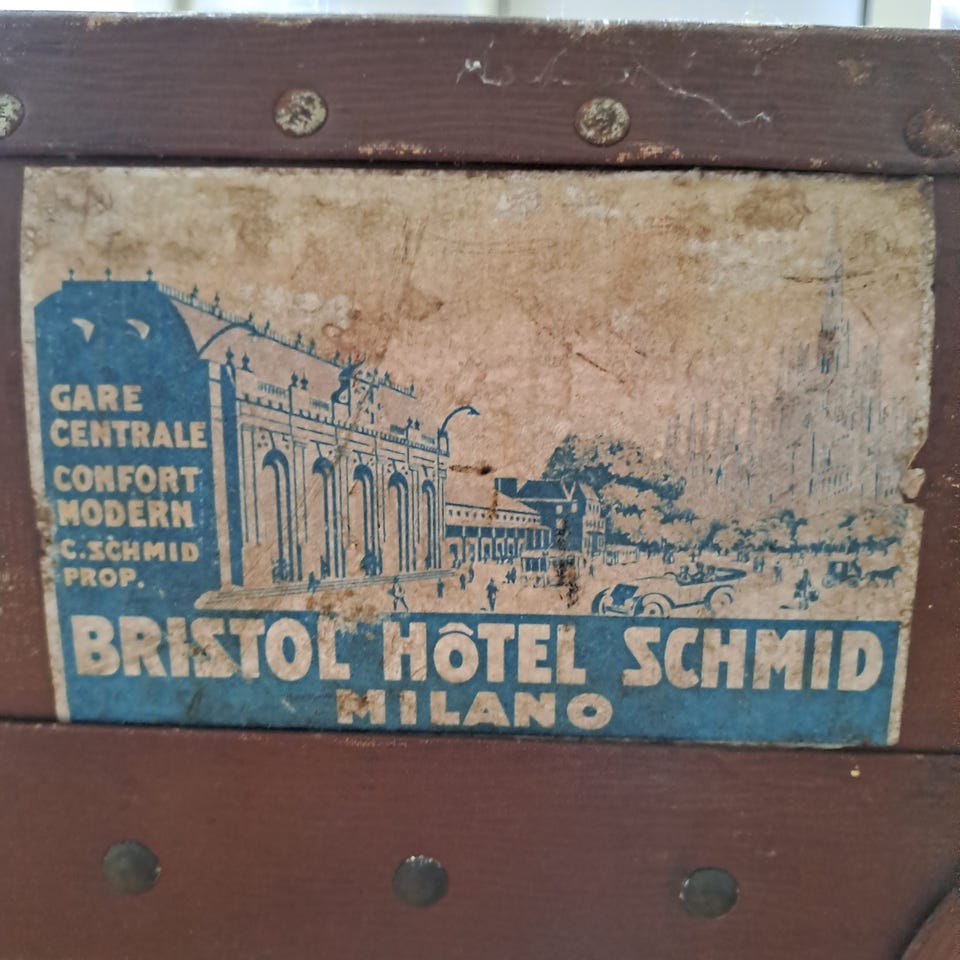 GARE
CENTRALE
CONFORT
MODERN
C. SCHMID
PROP.
BRISTOL HÔTEL SCHMID
MILANO